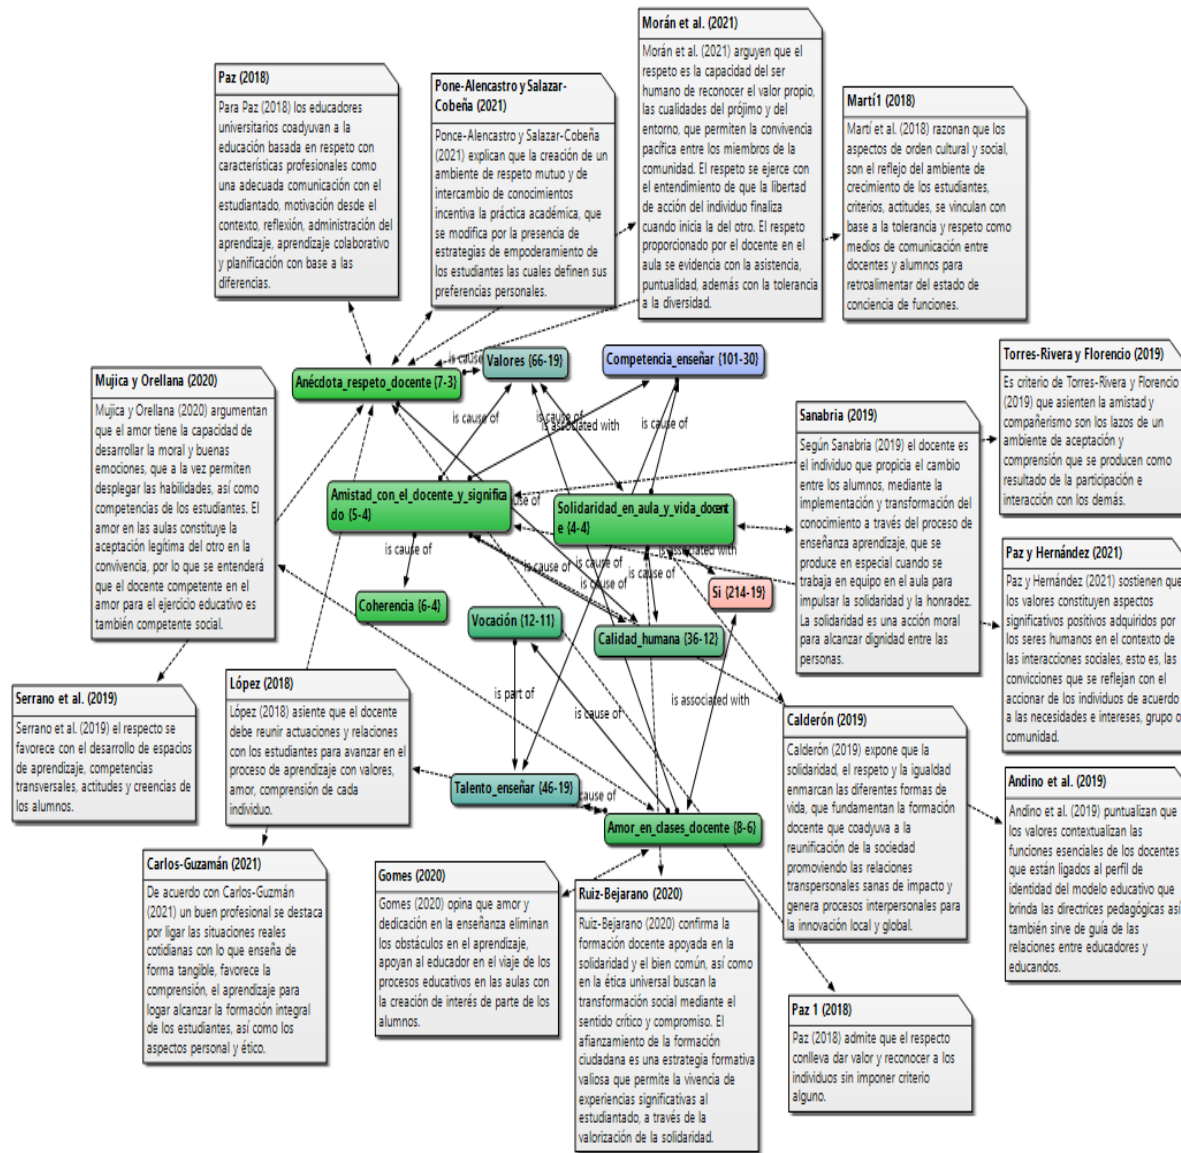 Morán et al. (2021)
Morán et al. (2021) arguyen que el
respeto es la capacidad del ser
humano de reconocer el valor propio,
las cualidades del prójimo y del
entorno, que permiten la convivencia
pacífica entre los miembros de la
comunidad. El respeto se ejerce con
el entendimiento de que la libertad
de acción del individuo finaliza
cuando inicia la del otro. El respeto
proporcionado por el docente en el
aula se evidencia con la asistencia,
puntualidad, además con la tolerancia
a la diversidad.
Paz (2018)
Para Paz (2018) los educadores
universitarios coadyuvan a la
educación basada en respeto con
características profesionales como
una adecuada comunicación con el
estudiantado, motivación desde el
contexto, reflexión, administración del
aprendizaje, aprendizaje colaborativo
y planificación con base a las
diferencias.
Pone-Alencastro y Salazar-
Cobeña (2021)
Ponce-Alencastro y Salazar-Cobeña
(2021) explican que la creación de un
ambiente de respeto mutuo y de
intercambio de conocimientos
incentiva la práctica académica, que
se modifica por la presencia de
estrategias de empoderamiento de
los estudiantes las cuales definen sus
preferencias personales.
Martí1 (2018)
Martí et al. (2018) razonan que los
aspectos de orden cultural y social,
son el reflejo del ambiente de
crecimiento de los estudiantes,
criterios, actitudes, se vinculan con
base a la tolerancia y respeto como
medios de comunicación entre
docentes y alumnos para
retroalimentar del estado de
conciencia de funciones.
Anécdota_respeto_docente {7-3}
is cause
Valores {66-19}
Competencia_enseñar {101-30}
Torres-Rivera y Florencio (2019)
Es criterio de Torres-Rivera y Florencio
(2019) que asienten la amistad y
compañerismo son los lazos de un
ambiente de aceptación y
comprensión que se producen como
resultado de la participación e
interacción con los demás.
Mujica y Orellana (2020)
Mujica y Orellana (2020) argumentan
que el amor tiene la capacidad de
desarrollar la moral y buenas
emociones, que a la vez permiten
desplegar las habilidades, así como
competencias de los estudiantes. El
amor en las aulas constituye la
aceptación legítima del otro en la
convivencia, por lo que se entenderá
que el docente competente en el
amor para el ejercicio educativo es
también competente social.
is cause of
is cause of
is associated with
is cause of
Sanabria (2019)
Según Sanabria (2019) el docente es
el individuo que propicia el cambio
entre los alumnos, mediante la
implementación y transformación del
conocimiento a través del proceso de
enseñanza aprendizaje, que se
produce en especial cuando se
trabaja en equipo en el aula para
impulsar la solidaridad y la honradez.
La solidaridad es una acción moral
para alcanzar dignidad entre las
personas.
Amistad_con_el_docente_y_significa
do {5-4}
use of
Solidaridad_en_aula_y_vida_docent
e {4-4}
is cause of
is cause of
is cause of
is associated with
is cause of
Paz y Hernández (2021)
Paz y Hernández (2021) sostienen que
los valores constituyen aspectos
significativos positivos adquiridos por
los seres humanos en el contexto de
las interacciones sociales, esto es, las
convicciones que se reflejan con el
accionar de los individuos de acuerdo
a las necesidades e intereses, grupo o
comunidad.
Coherencia {6-4}
Vocación {12-11}
Si {214-19}
Calidad_humana {36-12}
Serrano et al. (2019)
Serrano et al. (2019) el respecto se
favorece con el desarrollo de espacios
de aprendizaje, competencias
transversales, actitudes y creencias de
los alumnos.
López (2018)
López (2018) asiente que el docente
debe reunir actuaciones y relaciones
con los estudiantes para avanzar en el
proceso de aprendizaje con valores,
amor, comprensión de cada
individuo.
is part of
is cause of
is associated with
Calderón (2019)
Calderón (2019) expone que la
solidaridad, el respeto y la igualdad
enmarcan las diferentes formas de
vida, que fundamentan la formación
docente que coadyuva a la
reunificación de la sociedad
promoviendo las relaciones
transpersonales sanas de impacto y
genera procesos interpersonales para
la innovación local y global.
Andino et al. (2019)
Andino et al. (2019) puntualizan que
los valores contextualizan las
funciones esenciales de los docentes
que están ligados al perfil de
identidad del modelo educativo que
brinda las directrices pedagógicas así
también sirve de guía de las
relaciones entre educadores y
educandos.
Talento_enseñar {46-19}
cause of
Amor_en_clases_docente {8-6}
Carlos-Guzamán (2021)
De acuerdo con Carlos-Guzmán
(2021) un buen profesional se destaca
por ligar las situaciones reales
cotidianas con lo que enseña de
forma tangible, favorece la
comprensión, el aprendizaje para
logar alcanzar la formación integral
de los estudiantes, así como los
aspectos personal y ético.
Gomes (2020)
Gomes (2020) opina que amor y
dedicación en la enseñanza eliminan
los obstáculos en el aprendizaje,
apoyan al educador en el viaje de los
procesos educativos en las aulas con
la creación de interés de parte de los
alumnos.
Ruiz-Bejarano (2020)
Ruiz-Bejarano (2020) confirma la
formación docente apoyada en la
solidaridad y el bien común, así como
en la ética universal buscan la
transformación social mediante el
sentido crítico y compromiso. El
afianzamiento de la formación
ciudadana es una estrategia formativa
valiosa que permite la vivencia de
experiencias significativas al
estudiantado, a través de la
valorización de la solidaridad.
Paz 1 (2018)
Paz (2018) admite que el respecto
conlleva dar valor y reconocer a los
individuos sin imponer criterio
alguno.